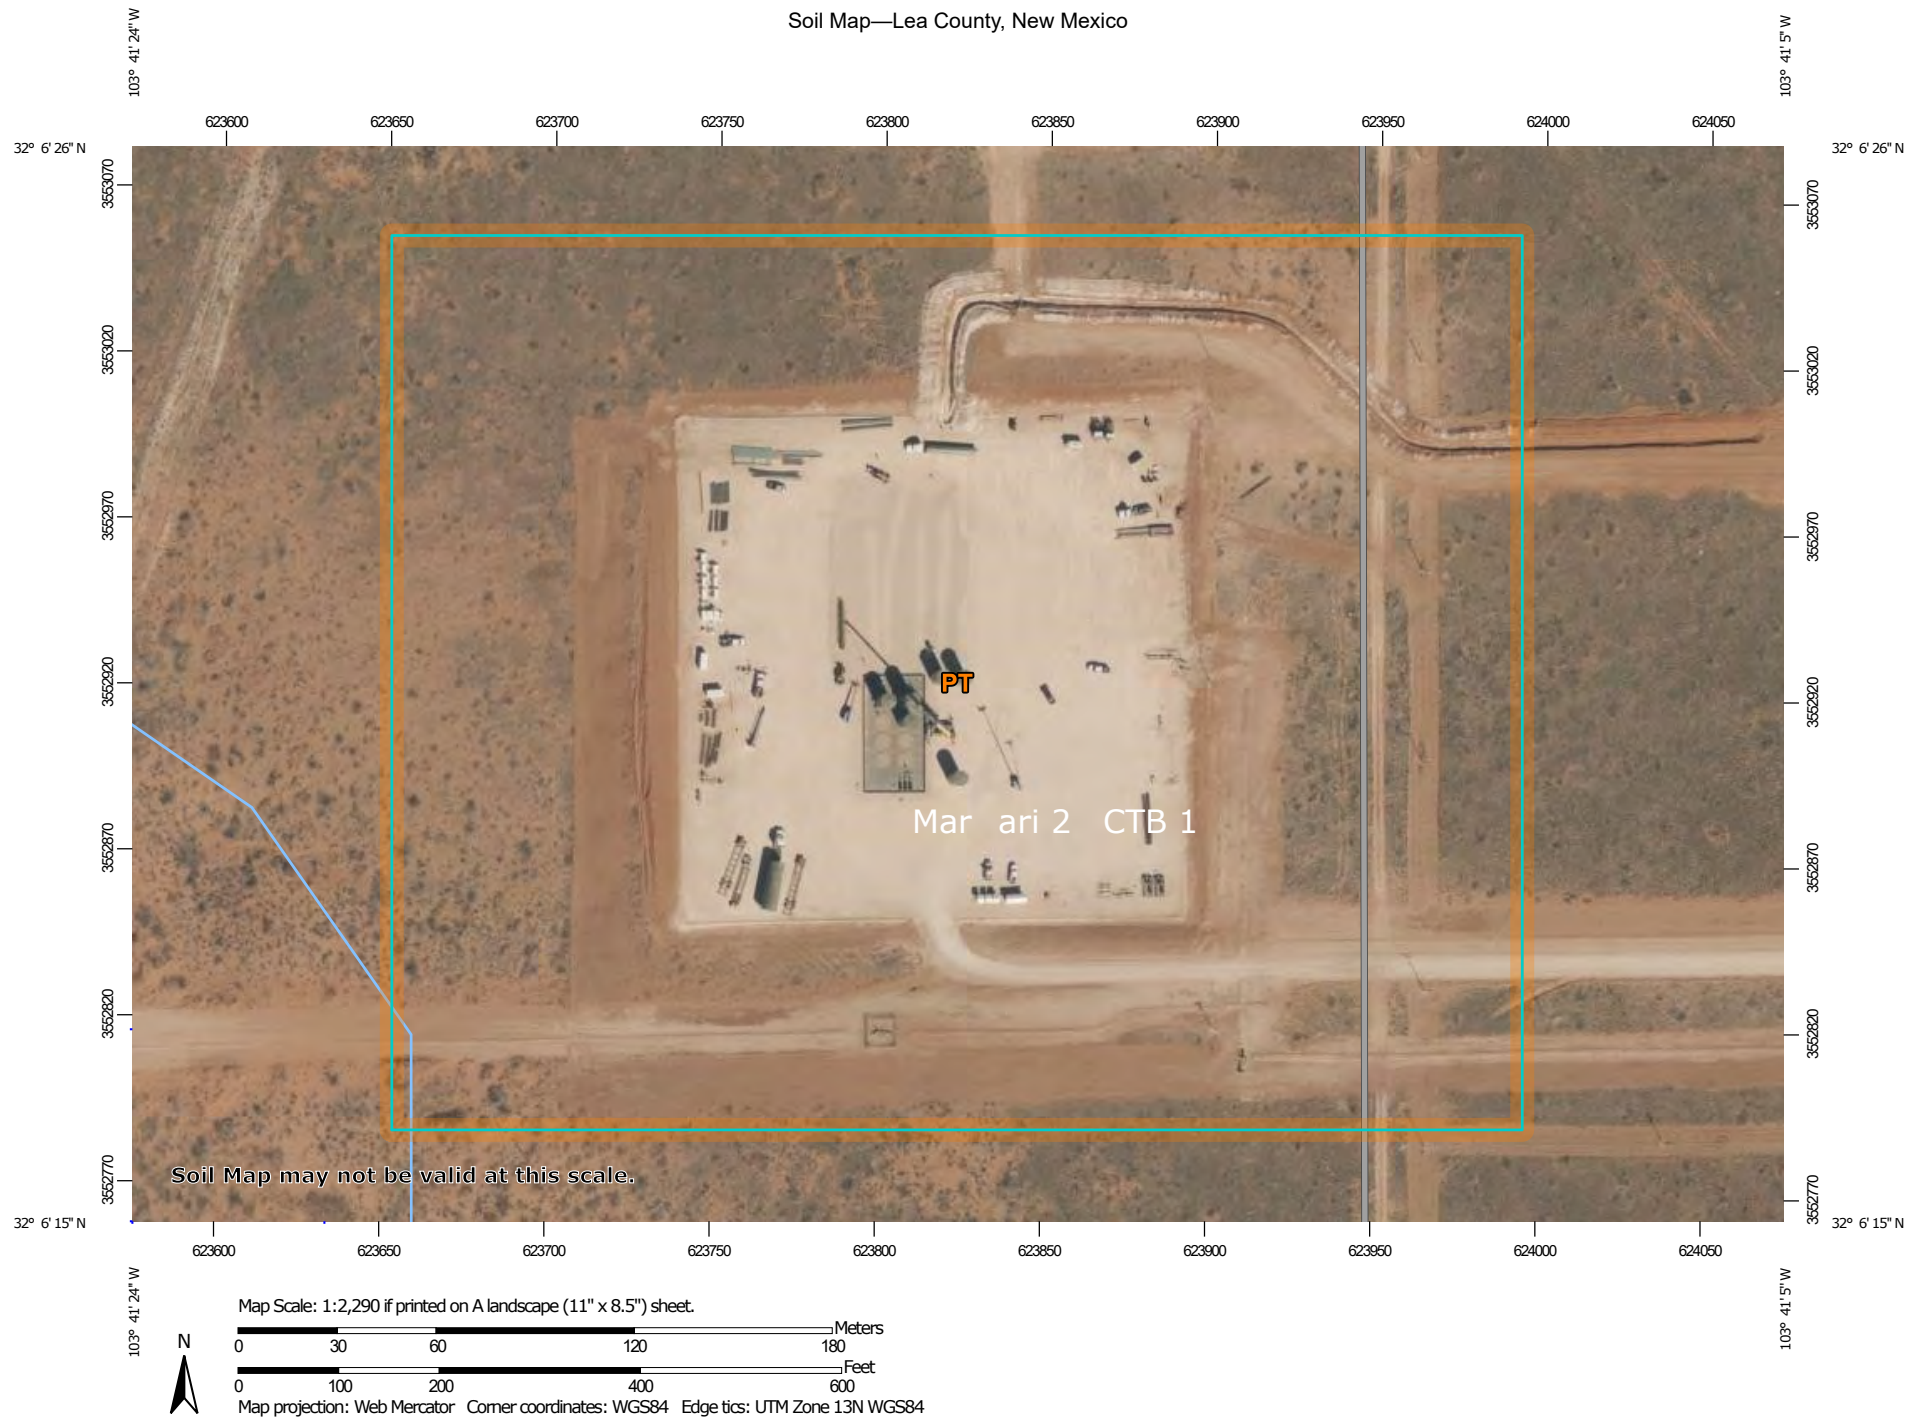 Soil Map—Lea County, New Mexico
103° 41' 24'' W
103° 41' 5'' W
623600 623650 623700 623750 623800 623850 623900 623950 624000 624050
32° 6' 26'' N
32° 6' 26'' N
3553070
3553070
3553020
3553020
3552970
3552970
3552920
3552920
PT
Mar ari 2 CTB 1
3552870
3552870
3552820
3552820
Soil Map may not be valid at this scale.
3552770
3552770
32° 6' 15'' N
32° 6' 15'' N
623600 623650 623700 623750 623800 623850 623900 623950 624000 624050
103° 41' 24'' W
103° 41' 5'' W
Map Scale: 1:2,290 if printed on A landscape (11" x 8.5") sheet.
N
Meters
0 30 60 120 180
Feet
0 100 200 400 600
Map projection: Web Mercator Corner coordinates: WGS84 Edge tics: UTM Zone 13N WGS84